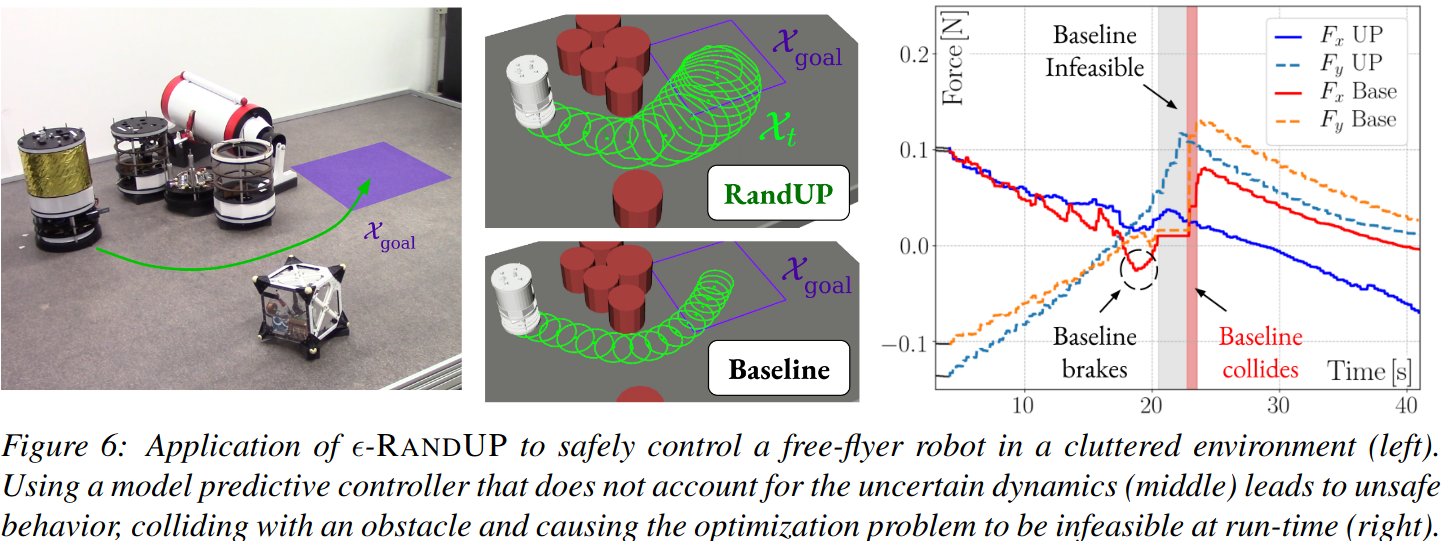 𝒳goal
𝒳goal
𝒳t
RandUP
𝒳goal
Baseline
Force [N]
0.2
0.1
0.0
−0.1
10
20
30
40
Time [s]
Baseline
Infeasible
Fx UP
Fy UP
Fx Base
Fy Base
Baseline
brakes
Baseline
collides
Figure 6: Application of ϵ-RANDUP to safely control a free-flyer robot in a cluttered environment (left).
Using a model predictive controller that does not account for the uncertain dynamics (middle) leads to unsafe
behavior, colliding with an obstacle and causing the optimization problem to be infeasible at run-time (right).